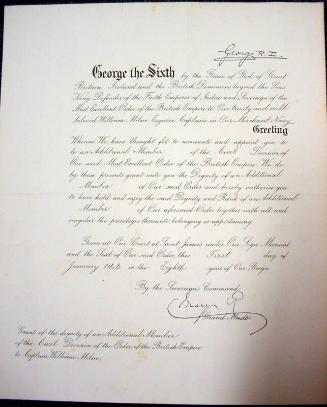 George R.I.
George the Sixth by the Grace of God of Great
Britain, Ireland and the British Dominions beyond the Seas
King, Defender of the Faith, Emperor of India and Sovereign of the
Most Excellent Order of the British Empire to Our trusty and well
beloved William Milne Esquire Captain in Our Merchant Navy
Greeting
Whereas We have thought fit to nominate and appoint you to
be an Additional Member of the Civil Division of
Our said Most Excellent Order of the British Empire We do
by these presents grant unto you the Dignity of an Additional
Member of Our said Order and hereby authorise you
to have hold and enjoy the said Dignity and Rank of an Additional
Member of Our aforesaid Order together with all and
singular the privileges thereunto belonging or appertaining.
Given at Our Court at Saint James's under Our Sign Manual
and the Seal of Our said Order this First day of
January 1944 in the Eighth year of Our Reign.
By the Sovereign's Command.
Grand Master
Grant of the dignity of an Additional Member
of the Civil Division of the Order of the British Empire
to Captain William Milne.